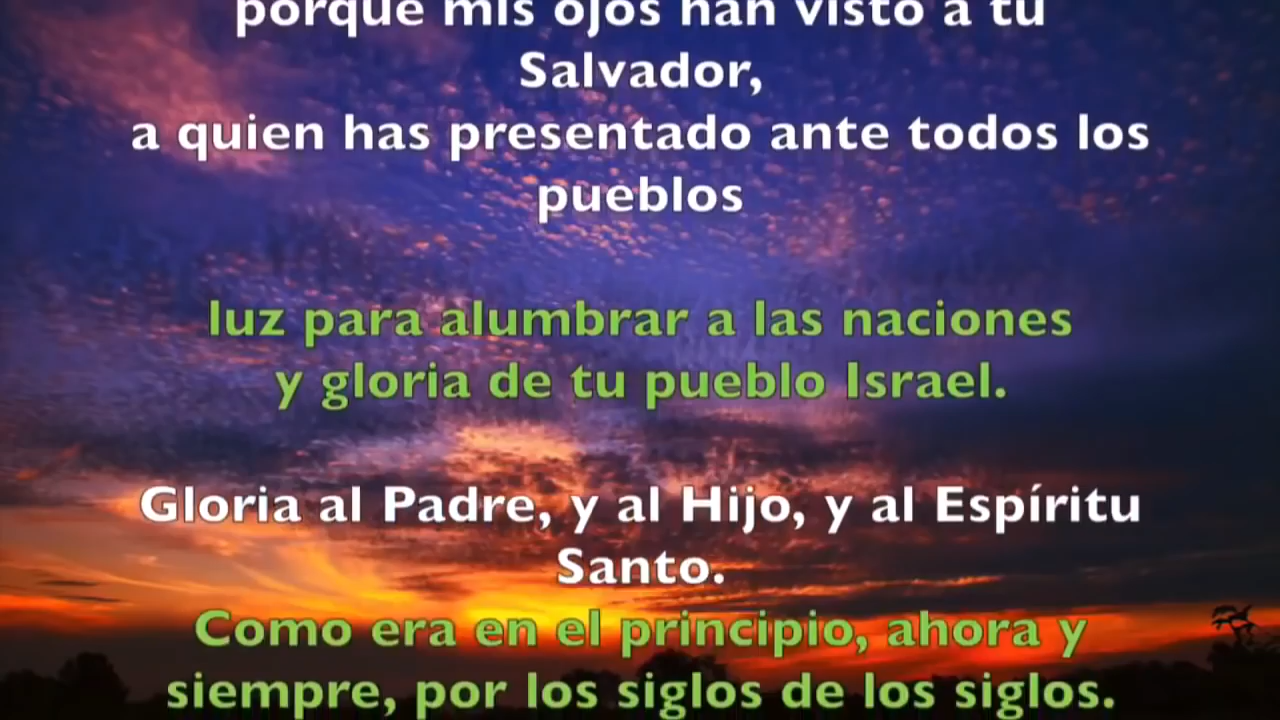 porque mis ojos han visto a tu
Salvador,
a quien has presentado ante todos los
pueblos
luz para alumbrar a las naciones
y gloria de tu pueblo Israel.
Gloria al Padre, y al Hijo, y al Espíritu
Santo.
Como era en el principio, ahora y
siempre, por los siglos de los siglos.